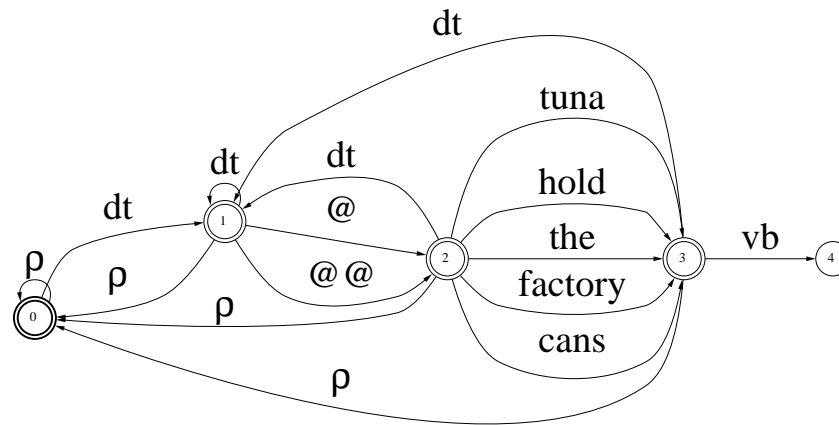 dt
tuna
dt dt hold
dt @ the vb
ρ ρ @ @ factory
ρ cans
ρ
0 1 2 3 4